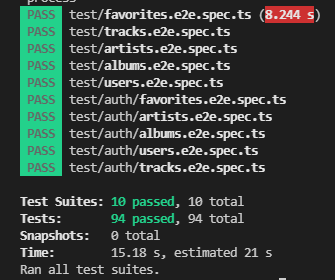 process
PASS test/favorites.e2e.spec.ts (8.244 s)
PASS test/tracks.e2e.spec.ts
PASS test/artists.e2e.spec.ts
PASS test/albums.e2e.spec.ts
PASS test/users.e2e.spec.ts
PASS test/auth/favorites.e2e.spec.ts
PASS test/auth/artists.e2e.spec.ts
PASS test/auth/albums.e2e.spec.ts
PASS test/auth/users.e2e.spec.ts
PASS test/auth/tracks.e2e.spec.ts
Test Suites: 10 passed, 10 total
Tests: 94 passed, 94 total
Snapshots: 0 total
Time: 15.18 s, estimated 21 s
Ran all test suites.